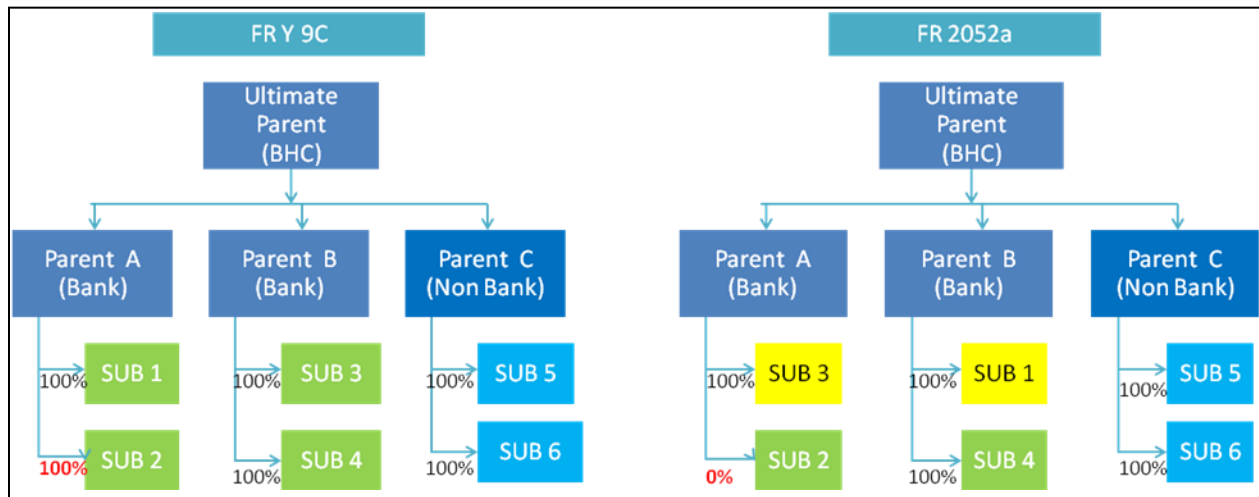 FR Y 9C
Ultimate
Parent
(BHC)
Parent A
(Bank)
Parent B
(Bank)
Parent C
(Non Bank)
100%
SUB 1
100%
SUB 3
100%
SUB 5
100%
SUB 2
100%
SUB 4
100%
SUB 6
FR 2052a
Ultimate
Parent
(BHC)
Parent A
(Bank)
Parent B
(Bank)
Parent C
(Non Bank)
100%
SUB 3
100%
SUB 1
100%
SUB 5
0%
SUB 2
100%
SUB 4
100%
SUB 6